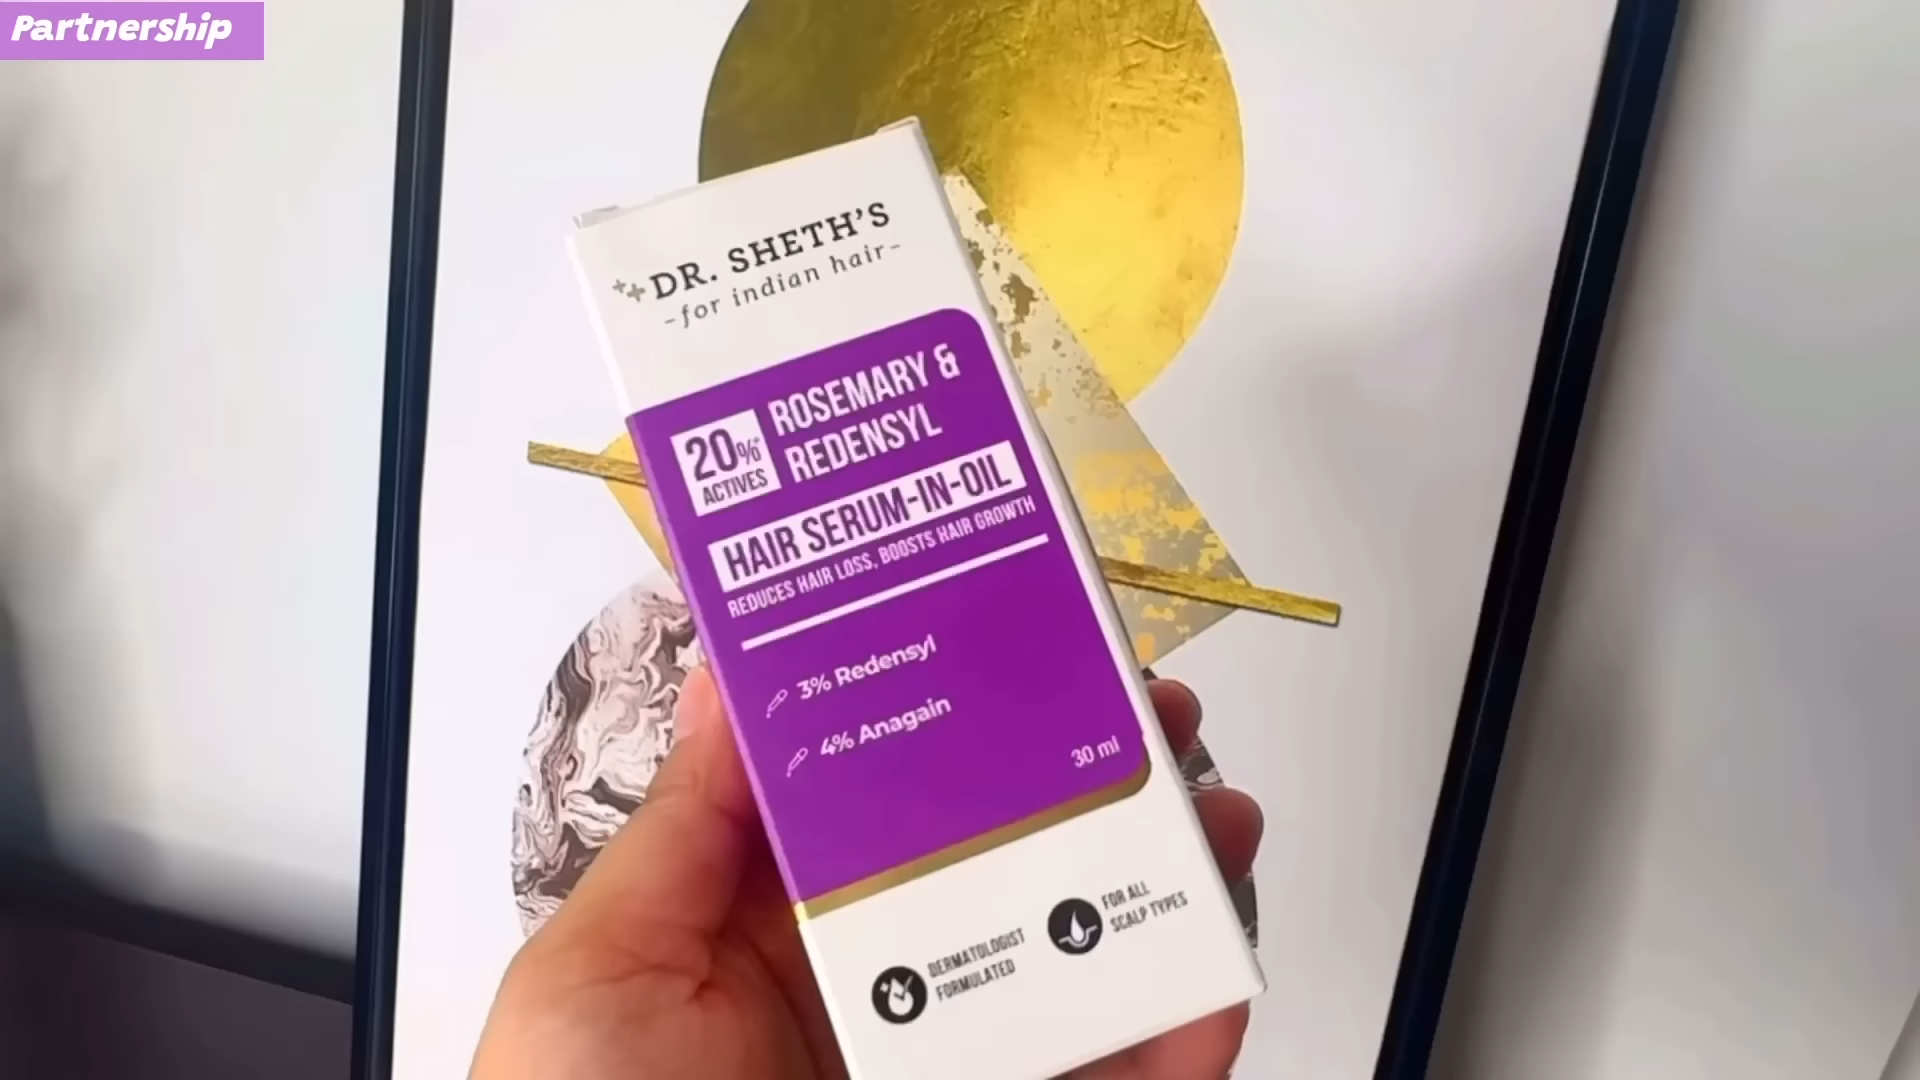 Partnership
DR. SHETH'S
-for indian hair-
20%*
ACTIVES
ROSEMARY &
REDENSYL
HAIR SERUM-IN-OIL
REDUCES HAIR LOSS, BOOSTS HAIR GROWTH
3% Redensyl
4% Anagain
30 ml
DERMATOLOGIST
FORMULATED
FOR ALL
SCALP TYPES